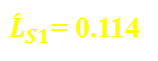 L̂_{S1} = 0.114